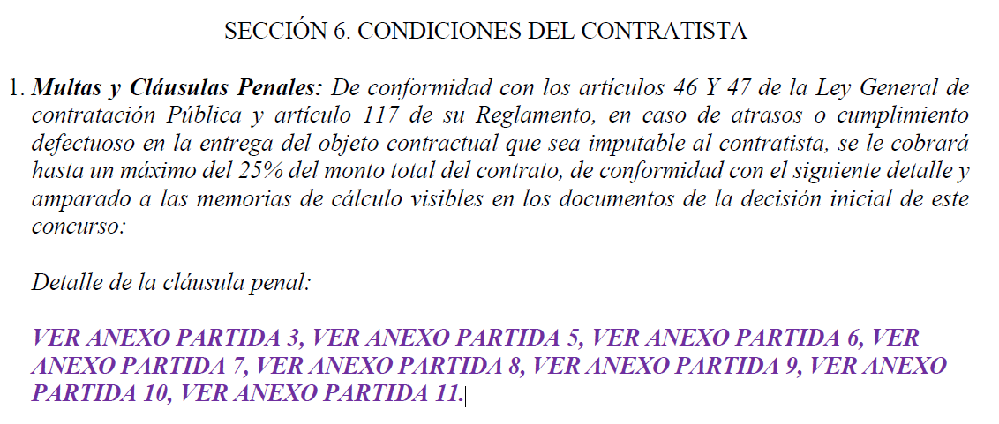 SECCIÓN 6. CONDICIONES DEL CONTRATISTA
1. Multas y Cláusulas Penales: De conformidad con los artículos 46 Y 47 de la Ley General de
contratación Pública y artículo 117 de su Reglamento, en caso de atrasos o cumplimiento
defectuoso en la entrega del objeto contractual que sea imputable al contratista, se le cobrará
hasta un máximo del 25% del monto total del contrato, de conformidad con el siguiente detalle y
amparado a las memorias de cálculo visibles en los documentos de la decisión inicial de este
concurso:
Detalle de la cláusula penal:
VER ANEXO PARTIDA 3, VER ANEXO PARTIDA 5, VER ANEXO PARTIDA 6, VER
ANEXO PARTIDA 7, VER ANEXO PARTIDA 8, VER ANEXO PARTIDA 9, VER ANEXO
PARTIDA 10, VER ANEXO PARTIDA 11.